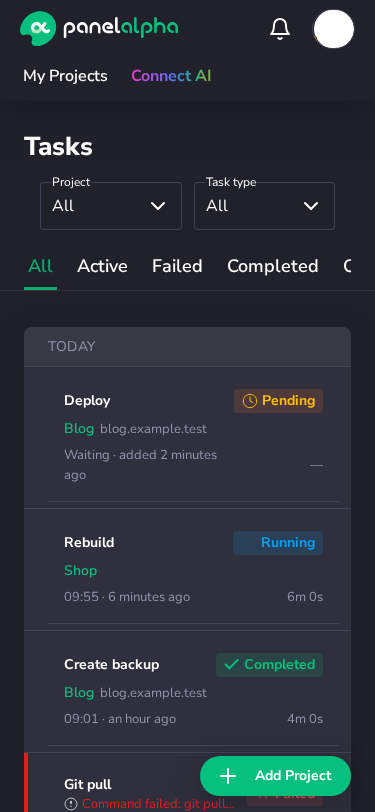 panelalpha
My Projects Connect AI
Tasks
Project Task type
All All
All Active Failed Completed
TODAY
Deploy Pending
Blog blog.example.test
Waiting · added 2 minutes
ago —
Rebuild Running
Shop
09:55 · 6 minutes ago 6m 0s
Create backup Completed
Blog blog.example.test
09:01 · an hour ago 4m 0s
Git pull
Command failed: git pull...
Add Project